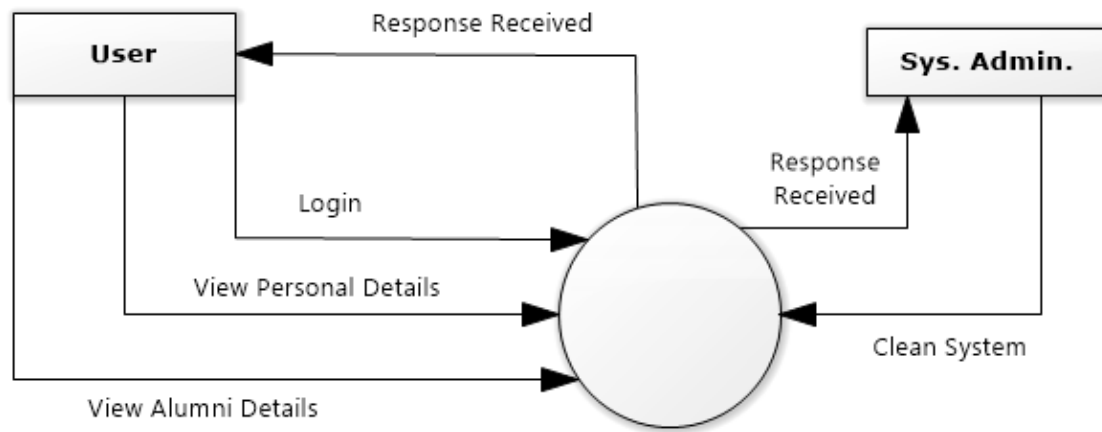 Response Received
User
Sys. Admin.
Response
Received
Login
View Personal Details
Clean System
View Alumni Details